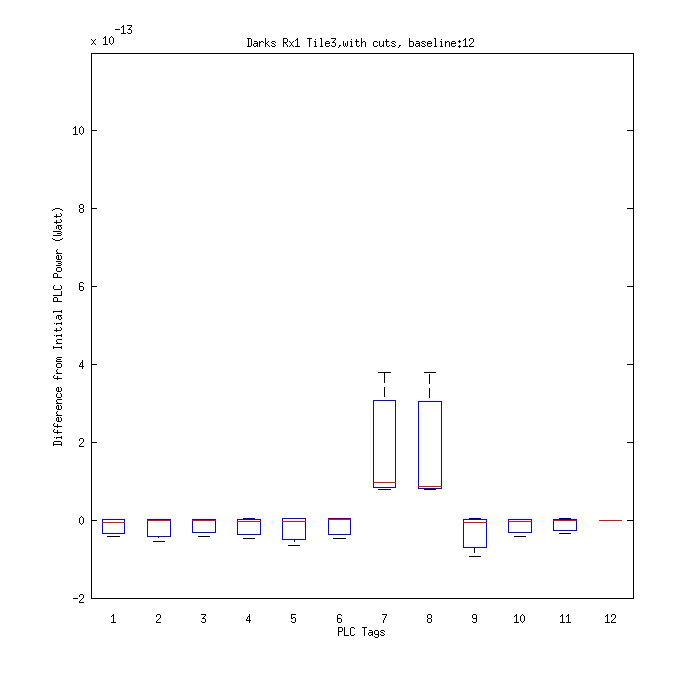 x 10-13
Darks Rx1 Tile3,with cuts, baseline:12
Difference from Initial PLC Power (Watt)
10
8
6
4
2
0
-2
1 2 3 4 5 6 7 8 9 10 11 12
PLC Tags